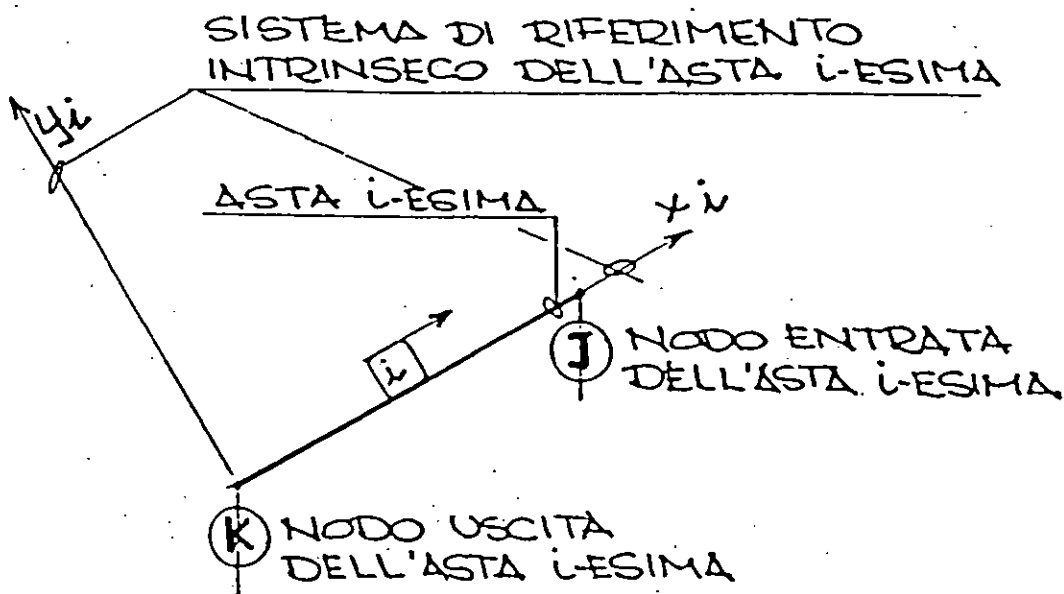 SISTEMA DI RIFERIMENTO
INTRINSECO DELL'ASTA i-ESIMA
yi
ASTA i-ESIMA
xi
i
J NODO ENTRATA
DELL'ASTA i-ESIMA
K NODO USCITA
DELL'ASTA i-ESIMA